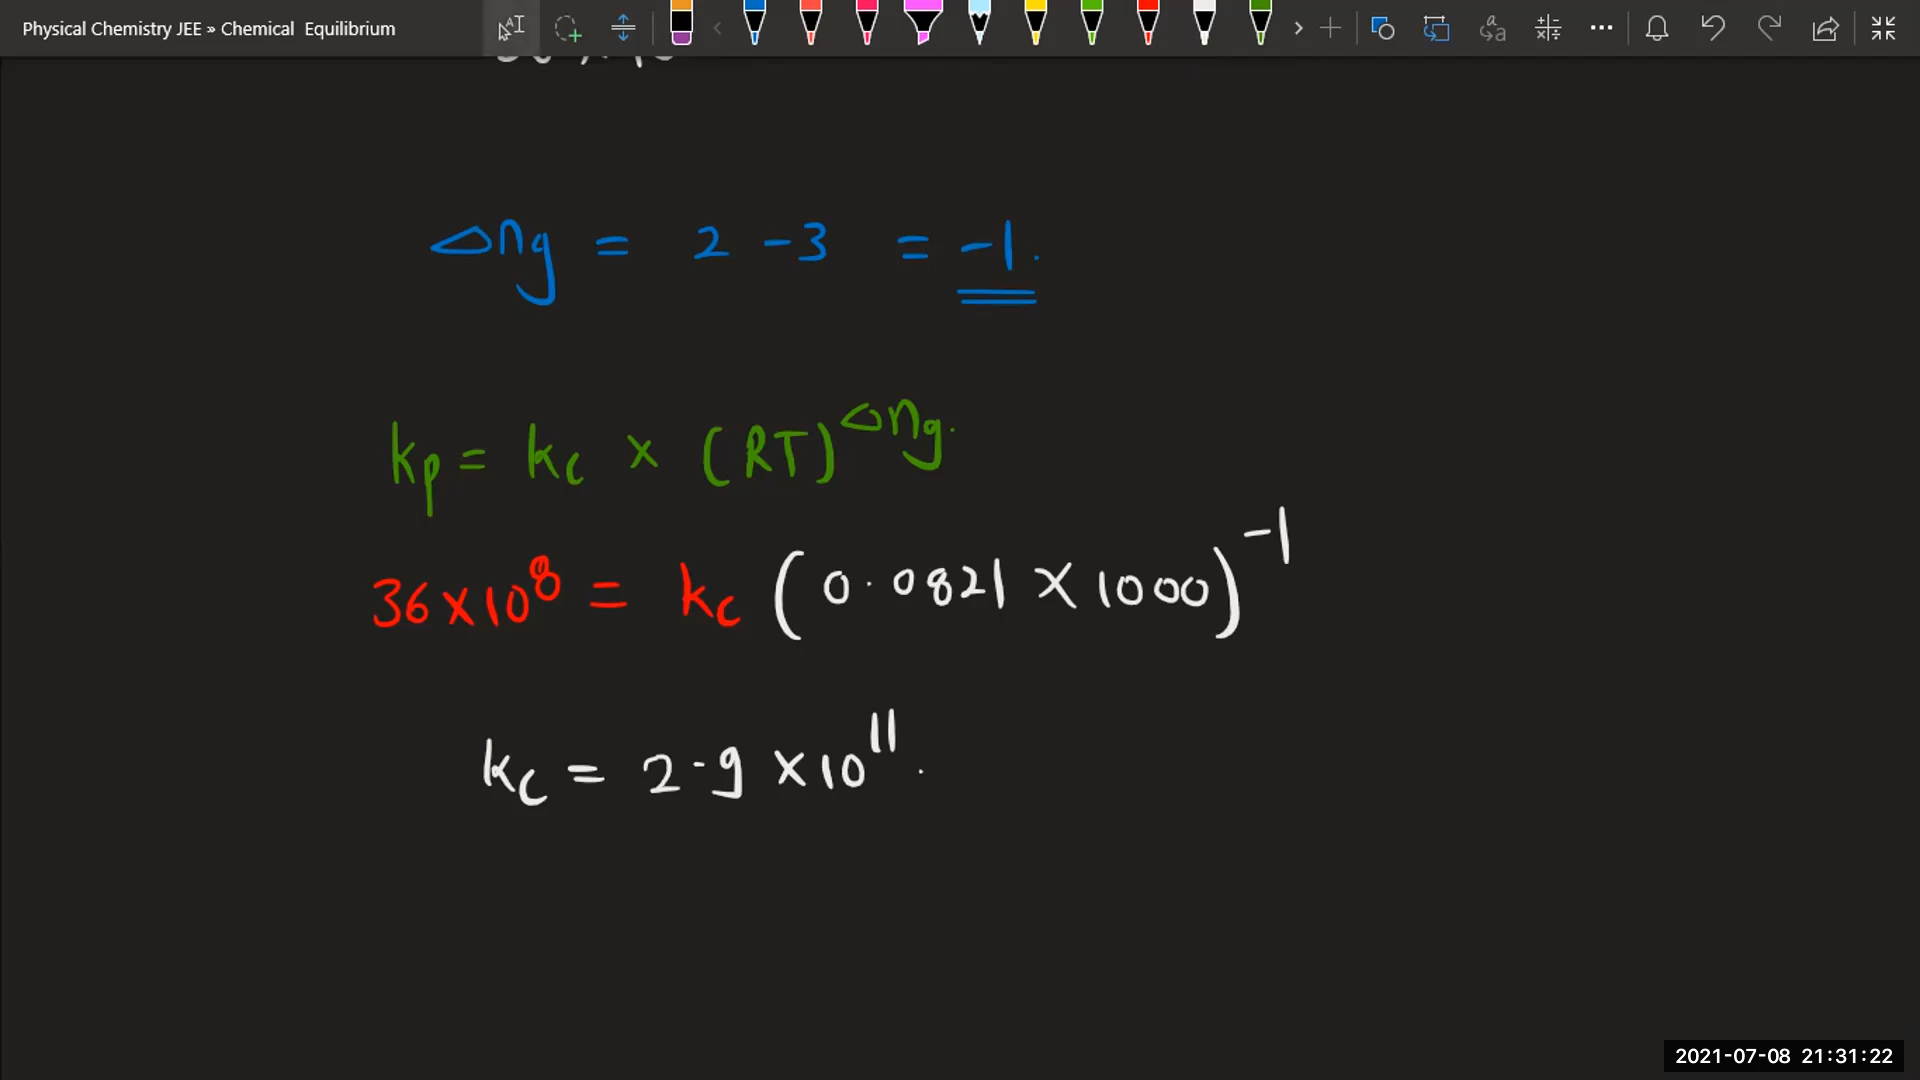 Physical Chemistry JEE » Chemical Equilibrium
Δng = 2 - 3 = -1.
kp = kc × (RT)^Δng.
36×10^8 = kc (0.0821 × 1000)^-1
kc = 2.9 ×10^11.
2021-07-08 21:31:22